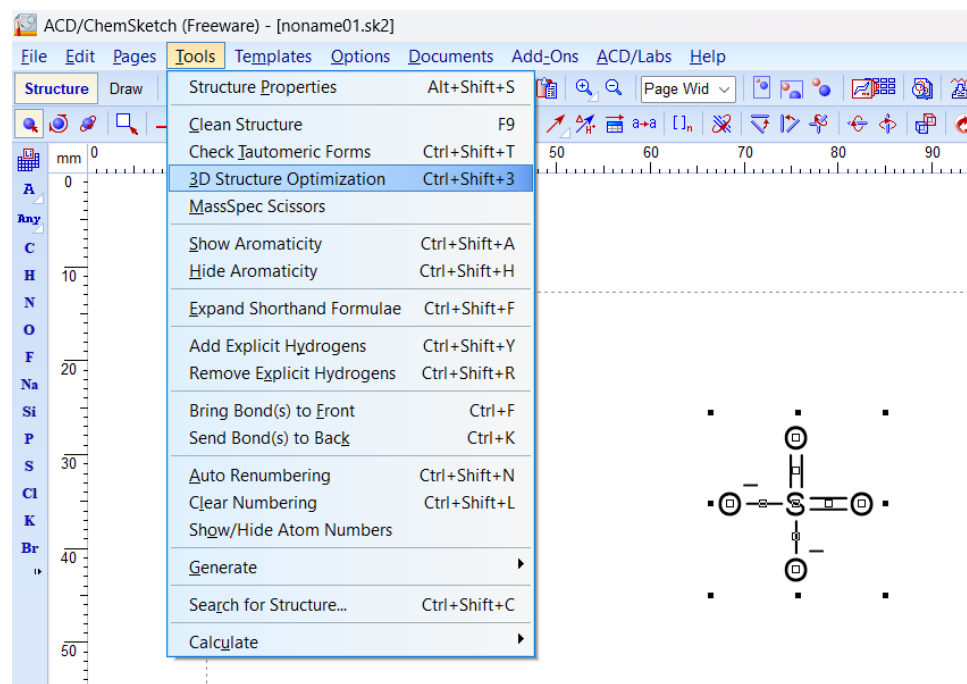 ACD/ChemSketch (Freeware) - [noname01.sk2]
File Edit Pages Tools Templates Options Documents Add-Ons ACD/Labs Help
Structure Draw Page Wid
a→a []n
mm 0 50 60 70 80 90
Structure Properties Alt+Shift+S
Clean Structure F9
Check Tautomeric Forms Ctrl+Shift+T
3D Structure Optimization Ctrl+Shift+3
MassSpec Scissors
Show Aromaticity Ctrl+Shift+A
Hide Aromaticity Ctrl+Shift+H
Expand Shorthand Formulae Ctrl+Shift+F
Add Explicit Hydrogens Ctrl+Shift+Y
Remove Explicit Hydrogens Ctrl+Shift+R
Bring Bond(s) to Front Ctrl+F
Send Bond(s) to Back Ctrl+K
Auto Renumbering Ctrl+Shift+N
Clear Numbering Ctrl+Shift+L
Show/Hide Atom Numbers
Generate
Search for Structure... Ctrl+Shift+C
Calculate
A
Any
C
H
N
O
F
Na
Si
P
S
Cl
K
Br
0
10
20
30
40
50
O
O S O
O